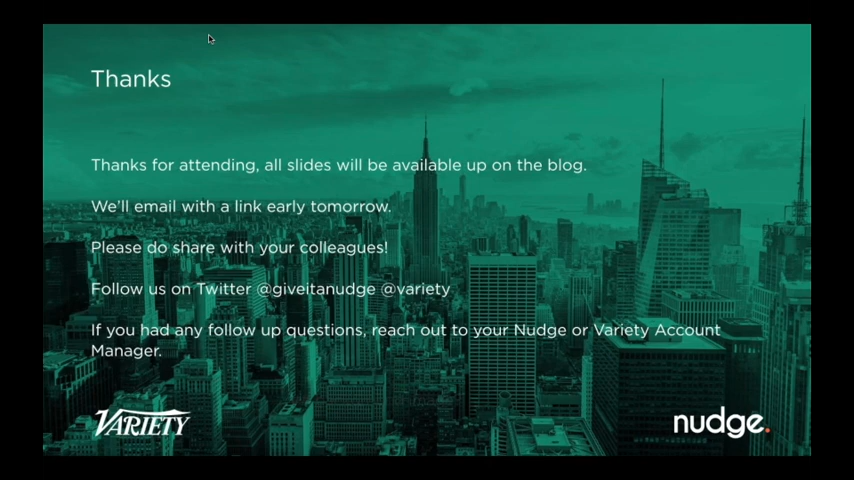 Thanks
Thanks for attending, all slides will be available up on the blog.
We'll email with a link early tomorrow.
Please do share with your colleagues!
Follow us on Twitter @giveitanudge @variety
If you had any follow up questions, reach out to your Nudge or Variety Account
Manager.
VARIETY
nudge.